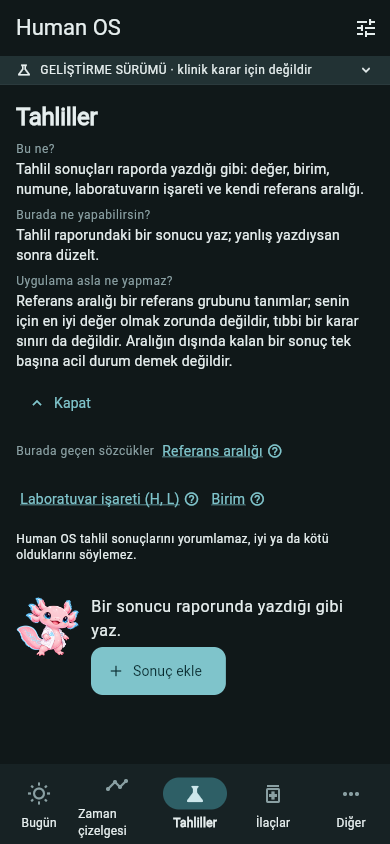 Human OS
GELİŞTİRME SÜRÜMÜ · klinik karar için değildir
Tahliller
Bu ne?
Tahlil sonuçları raporda yazdığı gibi: değer, birim,
numune, laboratuvarın işareti ve kendi referans aralığı.
Burada ne yapabilirsin?
Tahlil raporundaki bir sonucu yaz; yanlış yazdıysan
sonra düzelt.
Uygulama asla ne yapmaz?
Referans aralığı bir referans grubunu tanımlar; senin
için en iyi değer olmak zorunda değildir, tıbbi bir karar
sınırı da değildir. Aralığın dışında kalan bir sonuç tek
başına acil durum demek değildir.
Kapat
Burada geçen sözcükler Referans aralığı
Laboratuvar işareti (H, L) Birim
Human OS tahlil sonuçlarını yorumlamaz, iyi ya da kötü
olduklarını söylemez.
Bir sonucu raporunda yazdığı gibi
yaz.
+ Sonuç ekle
Bugün
Zaman
çizelgesi
Tahliller
İlaçlar
Diğer